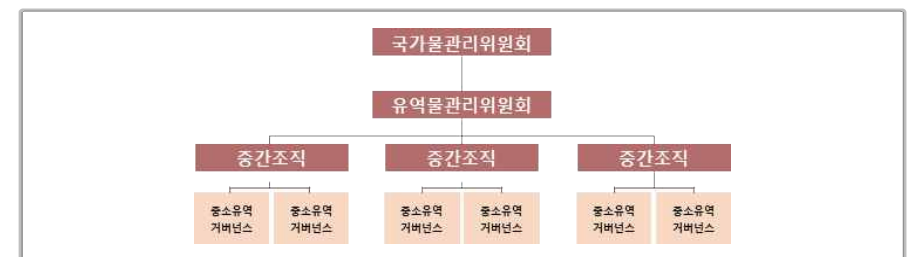 국가물관리위원회
유역물관리위원회
중간조직 중간조직 중간조직
중소유역 중소유역 중소유역 중소유역 중소유역 중소유역
거버넌스 거버넌스 거버넌스 거버넌스 거버넌스 거버넌스